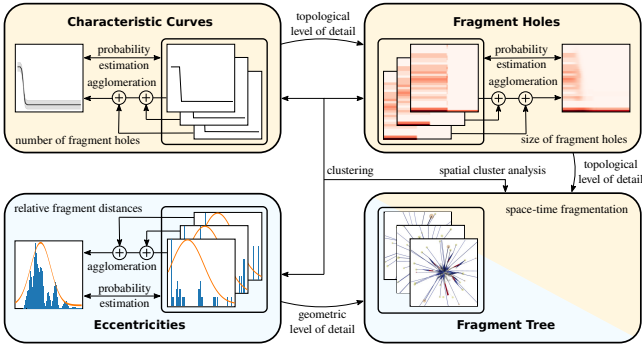 Characteristic Curves
probability
estimation
agglomeration
number of fragment holes
topological
level of detail
Fragment Holes
probability
estimation
agglomeration
size of fragment holes
clustering
spatial cluster analysis
topological
level of detail
relative fragment distances
agglomeration
probability
estimation
Eccentricities
geometric
level of detail
space-time fragmentation
Fragment Tree